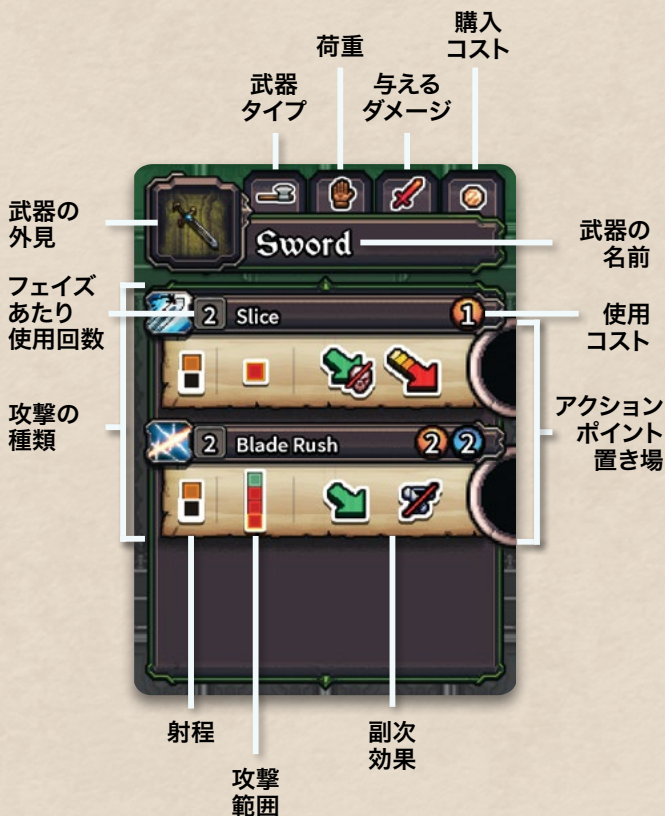 購入
コスト
荷重
武器
タイプ
与える
ダメージ
武器の
外見
Sword
武器の
名前
フェイズ
あたり
使用回数
2 Slice 1
使用
コスト
攻撃の
種類
アクション
ポイント
置き場
2 Blade Rush 2 2
射程
攻撃
範囲
副次
効果